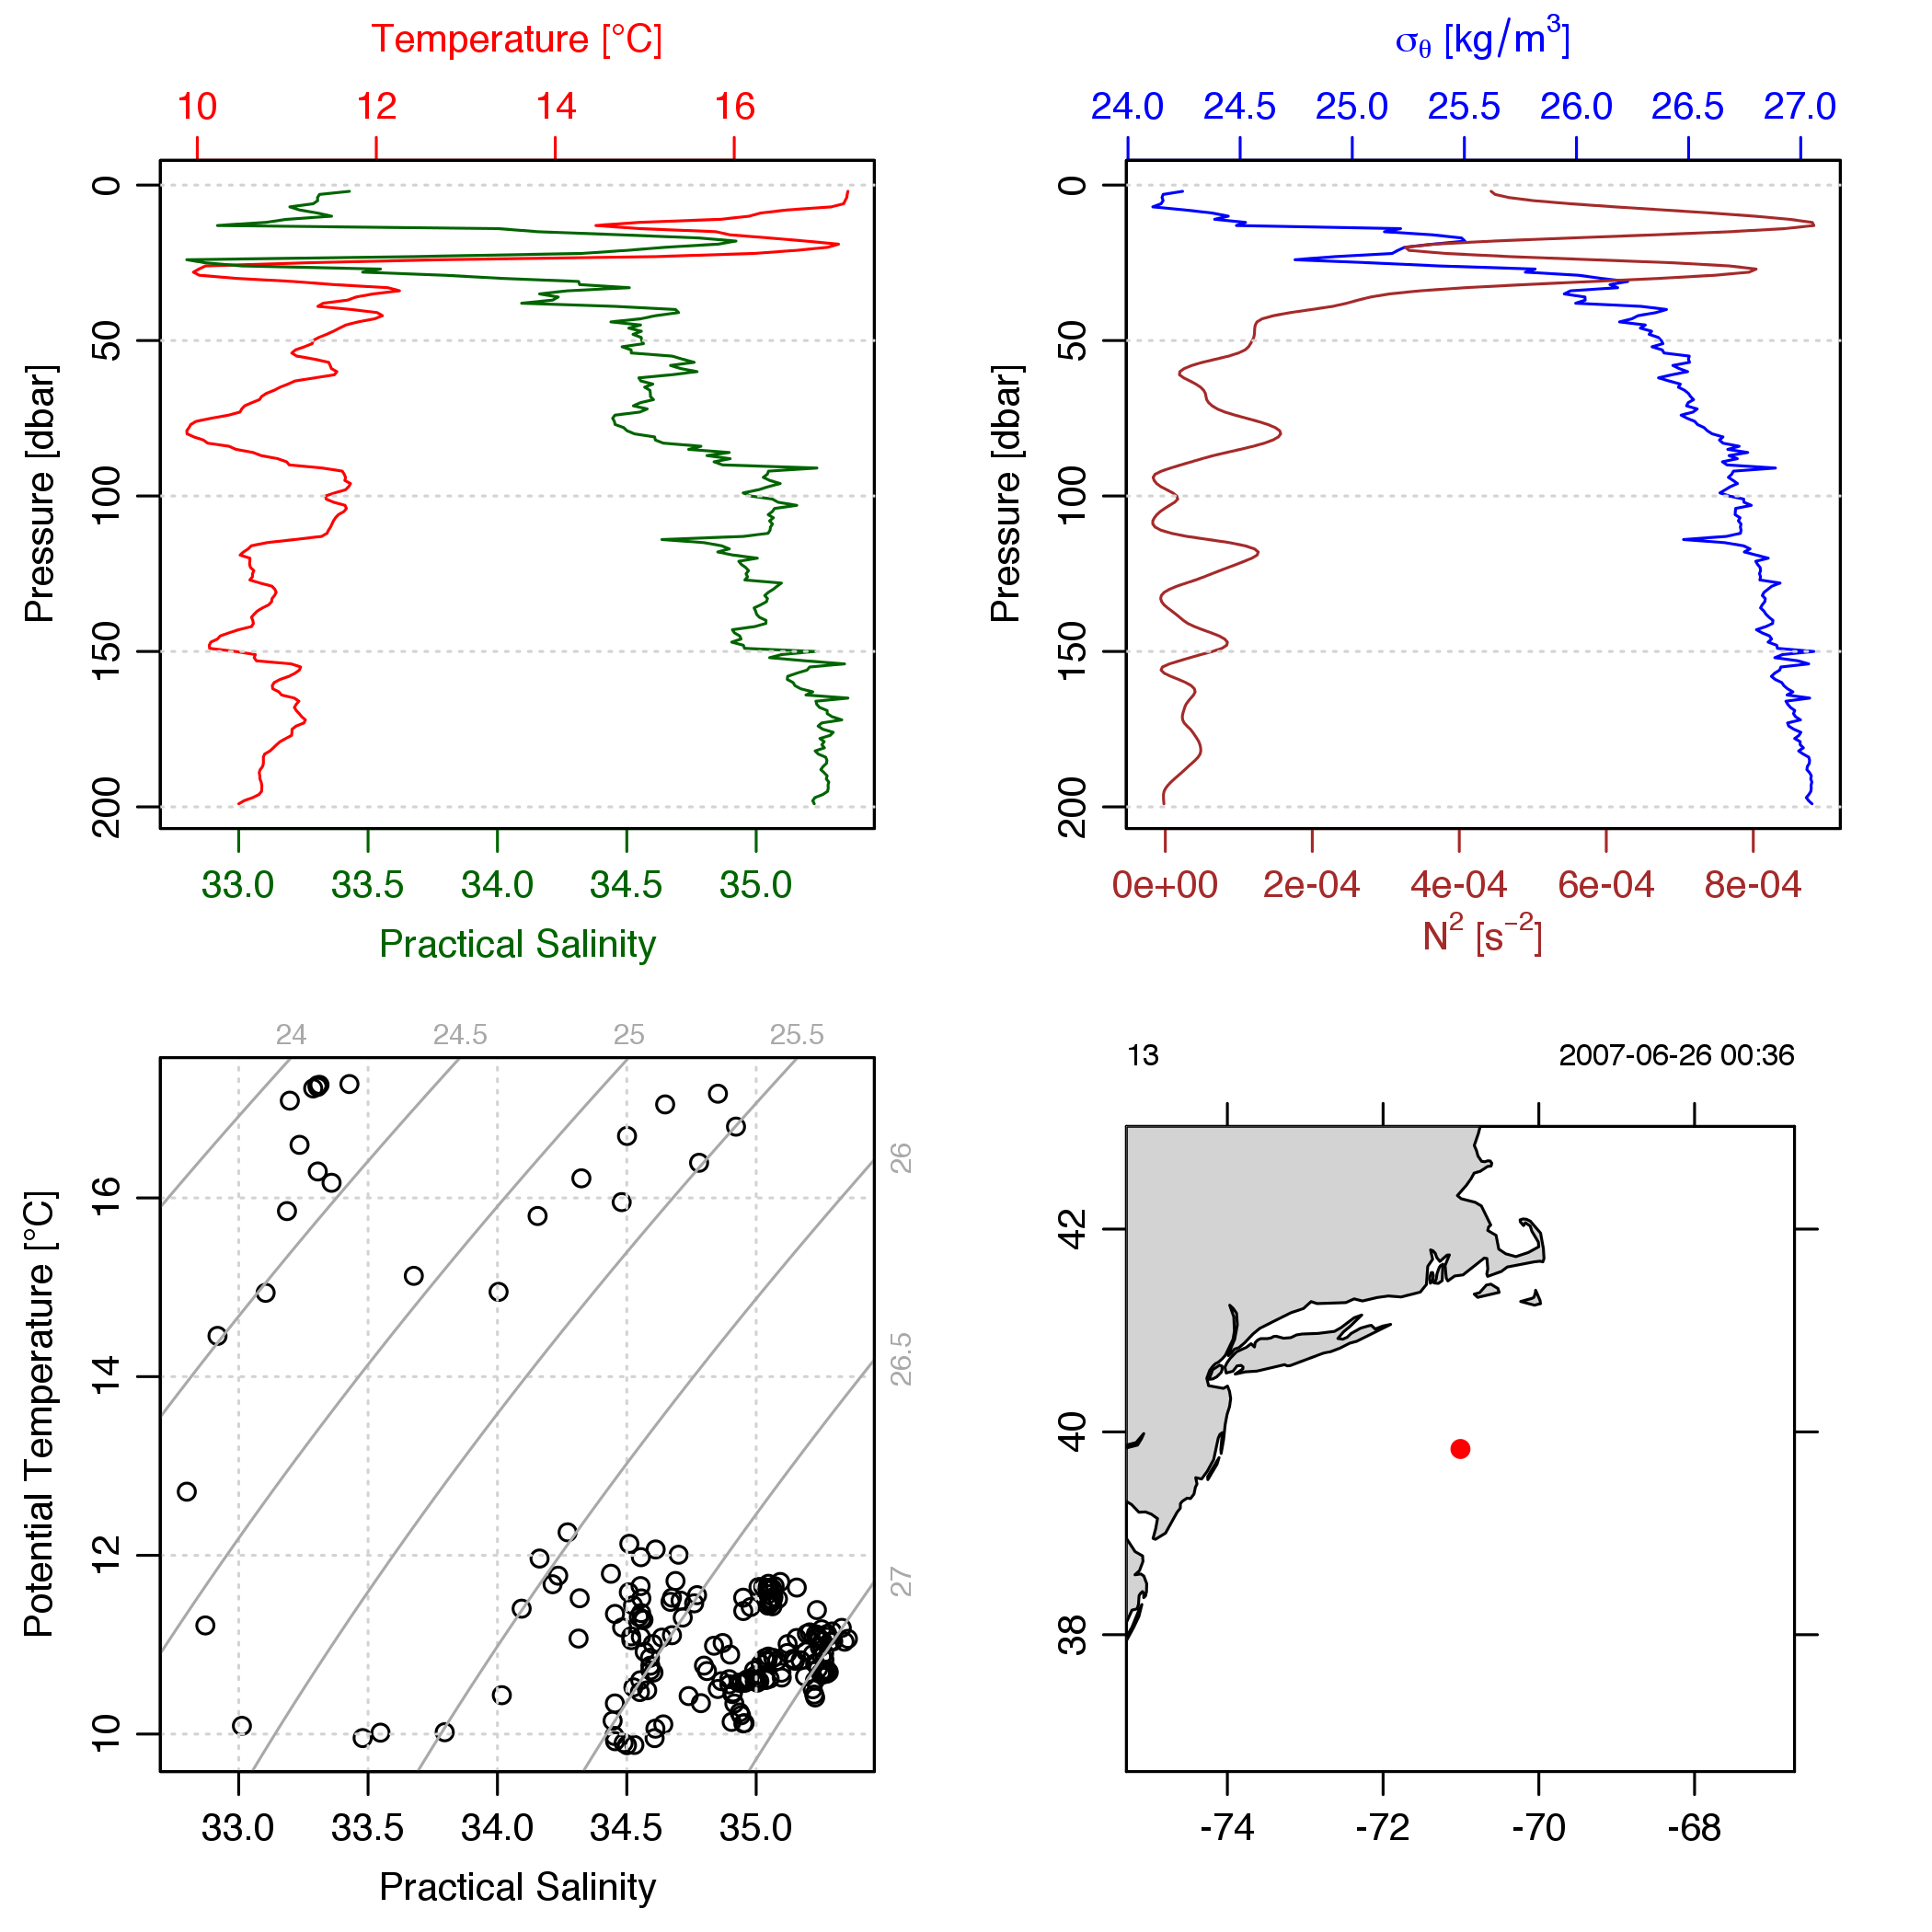 Temperature [°C]
10 12 14 16
0
50
100
150
200
Pressure [dbar]
33.0 33.5 34.0 34.5 35.0
Practical Salinity
σθ [kg/m³]
24.0 24.5 25.0 25.5 26.0 26.5 27.0
0
50
100
150
200
Pressure [dbar]
0e+00 2e-04 4e-04 6e-04 8e-04
N² [s⁻²]
24 24.5 25 25.5
26
26.5
27
16
14
12
10
Potential Temperature [°C]
33.0 33.5 34.0 34.5 35.0
Practical Salinity
13 2007-06-26 00:36
42
40
38
-74 -72 -70 -68